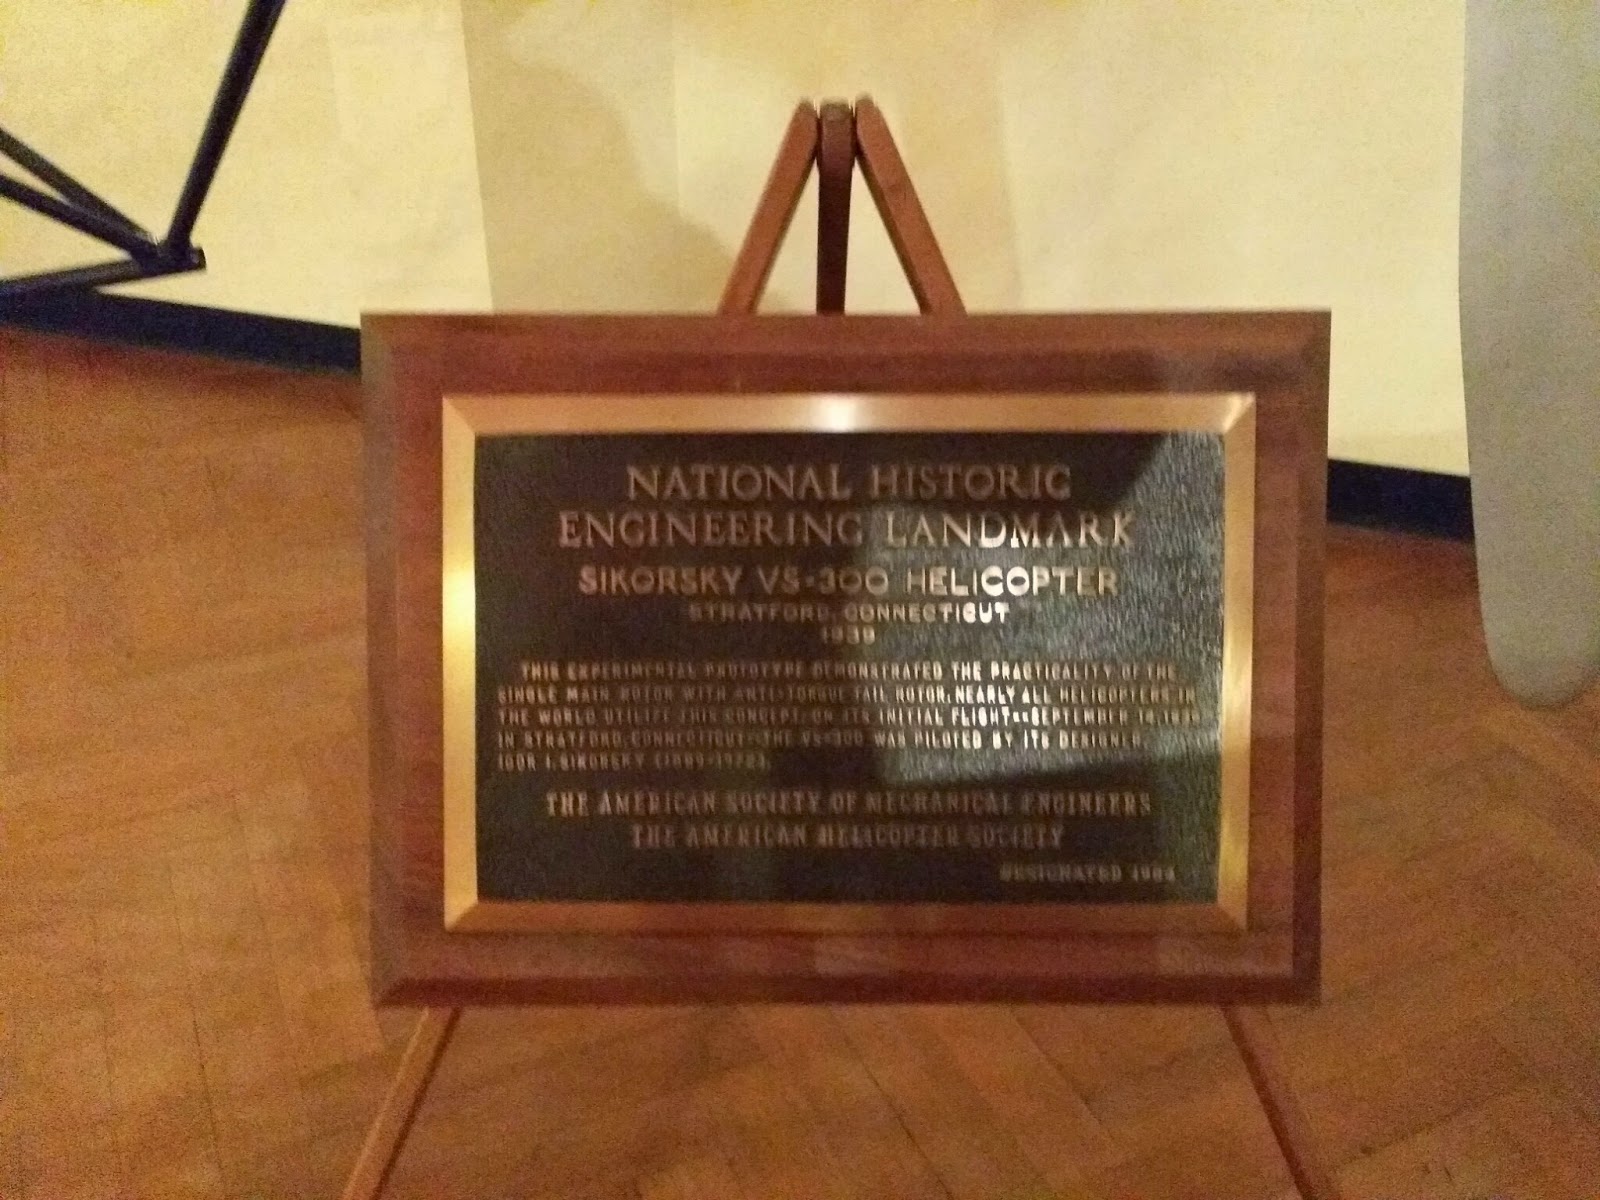 NATIONAL HISTORIC
ENGINEERING LANDMARK
SIKORSKY VS-300 HELICOPTER
STRATFORD, CONNECTICUT
1939
THIS EXPERIMENTAL PROTOTYPE DEMONSTRATED THE PRACTICALITY OF THE
SINGLE MAIN ROTOR WITH ANTI-TORQUE TAIL ROTOR. NEARLY ALL HELICOPTERS IN
THE WORLD UTILIZE THIS CONCEPT. ON ITS INITIAL FLIGHT--SEPTEMBER
IN STRATFORD, CONNECTICUT--THE VS-300 WAS PILOTED BY ITS DESIGNER,
IGOR I. SIKORSKY (1889-1972).
THE AMERICAN SOCIETY OF MECHANICAL ENGINEERS
THE AMERICAN HELICOPTER SOCIETY
DESIGNATED 1984